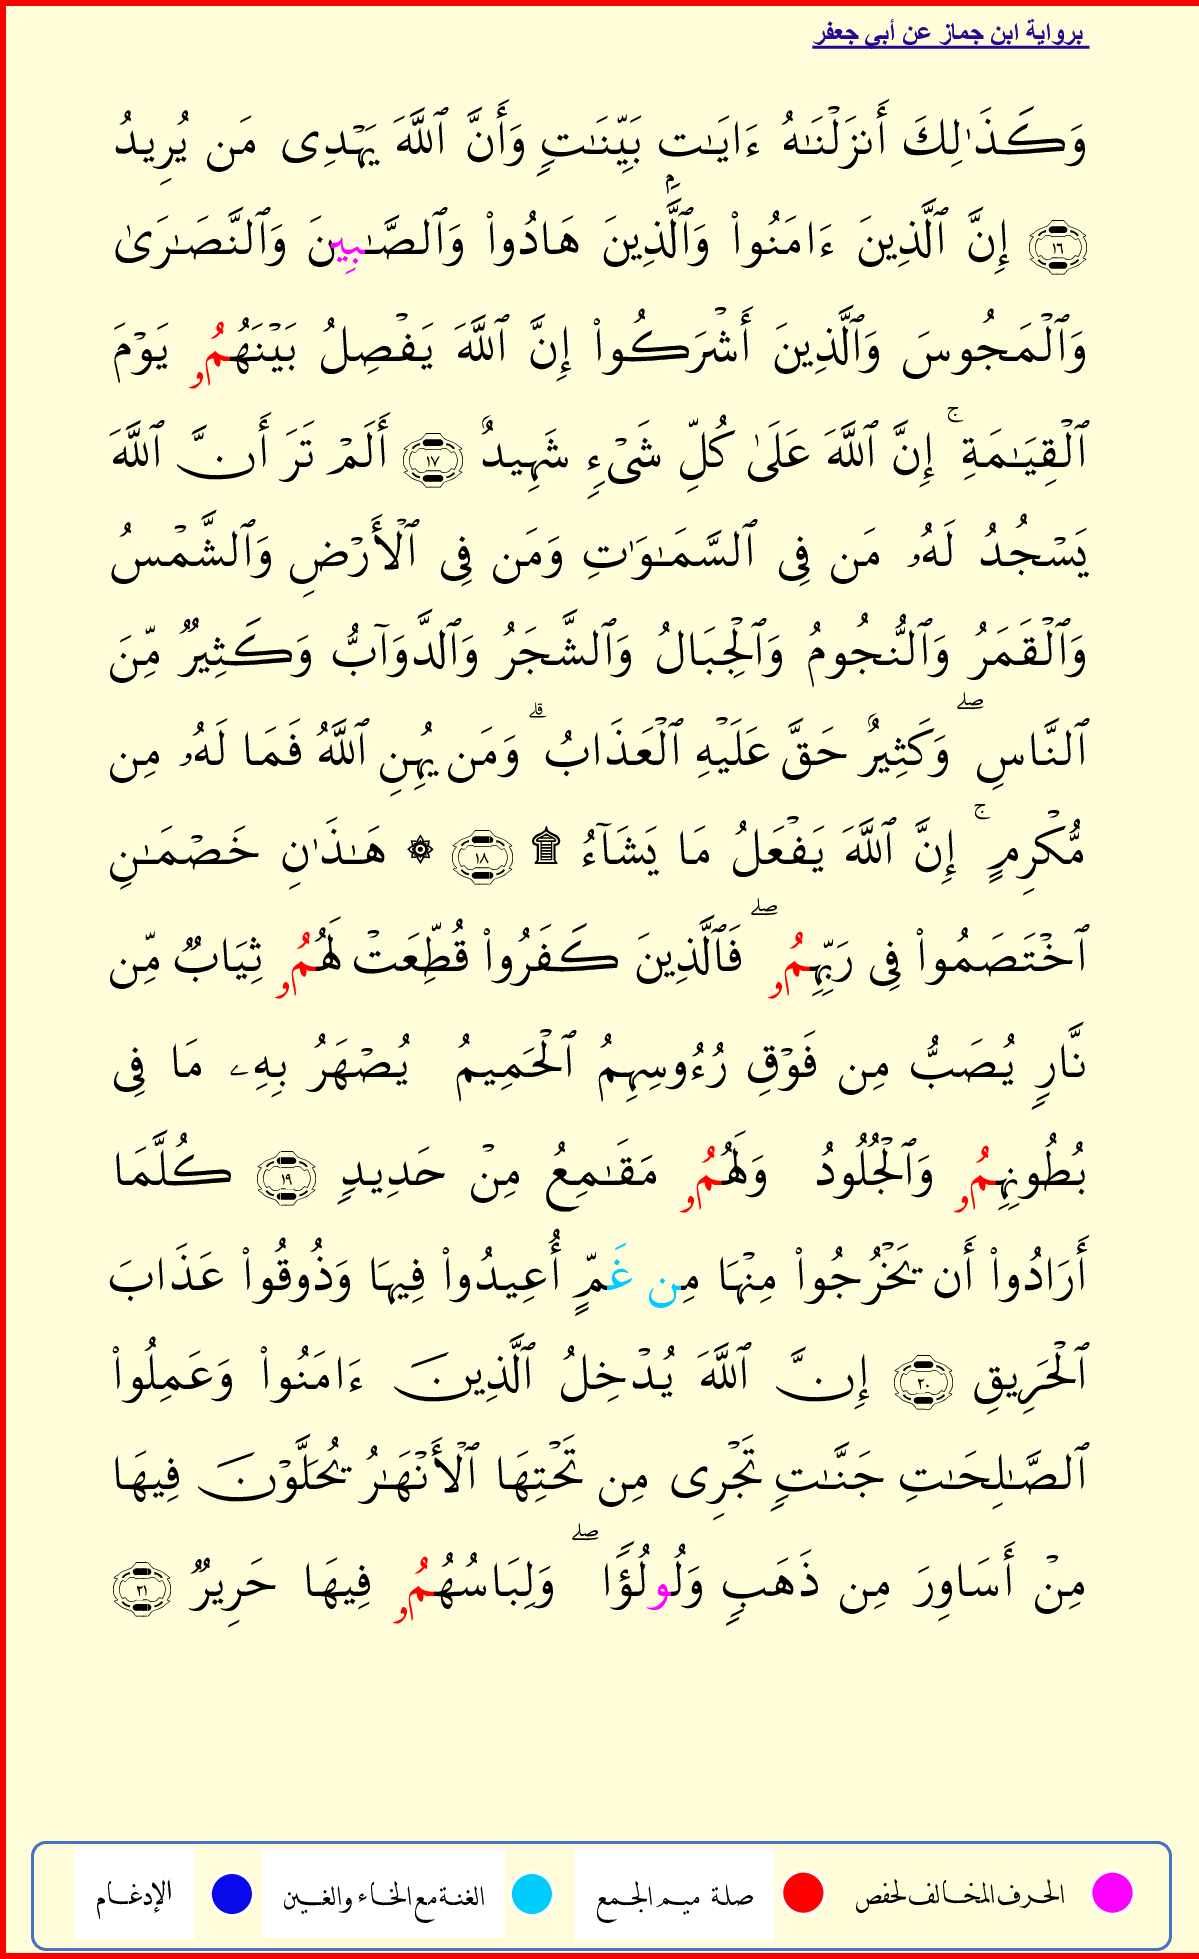 برواية ابن جماز عن أبي جعفر
وَكَذَٰلِكَ أَنزَلْنَٰهُ ءَايَٰتِۭ بَيِّنَٰتٍ وَأَنَّ ٱللَّهَ يَهْدِى مَن يُرِيدُ
١٦ إِنَّ ٱلَّذِينَ ءَامَنُوا۟ وَٱلَّذِينَ هَادُوا۟ وَٱلصَّٰبِينَ وَٱلنَّصَٰرَىٰ
وَٱلْمَجُوسَ وَٱلَّذِينَ أَشْرَكُوا۟ إِنَّ ٱللَّهَ يَفْصِلُ بَيْنَهُمُۥ يَوْمَ
ٱلْقِيَٰمَةِ ۚ إِنَّ ٱللَّهَ عَلَىٰ كُلِّ شَىْءٍ شَهِيدٌ ١٧ أَلَمْ تَرَ أَنَّ ٱللَّهَ
يَسْجُدُ لَهُۥ مَن فِى ٱلسَّمَٰوَٰتِ وَمَن فِى ٱلْأَرْضِ وَٱلشَّمْسُ
وَٱلْقَمَرُ وَٱلنُّجُومُ وَٱلْجِبَالُ وَٱلشَّجَرُ وَٱلدَّوَآبُّ وَكَثِيرٌ مِّنَ
ٱلنَّاسِ ۖ وَكَثِيرٌ حَقَّ عَلَيْهِ ٱلْعَذَابُ ۗ وَمَن يُهِنِ ٱللَّهُ فَمَا لَهُۥ مِن
مُّكْرِمٍ ۚ إِنَّ ٱللَّهَ يَفْعَلُ مَا يَشَآءُ ۩ ١٨ ۞ هَٰذَٰنِ خَصْمَٰنِ
ٱخْتَصَمُوا۟ فِى رَبِّهِمُۥ ۖ فَٱلَّذِينَ كَفَرُوا۟ قُطِّعَتْ لَهُمُۥ ثِيَابٌ مِّن
نَّارٍ يُصَبُّ مِن فَوْقِ رُءُوسِهِمُ ٱلْحَمِيمُ يُصْهَرُ بِهِۦ مَا فِى
بُطُونِهِمُۥ وَٱلْجُلُودُ وَلَهُمُۥ مَقَٰمِعُ مِنْ حَدِيدٍ ١٩ كُلَّمَا
أَرَادُوا۟ أَن يَخْرُجُوا۟ مِنْهَا مِن غَمٍّ أُعِيدُوا۟ فِيهَا وَذُوقُوا۟ عَذَابَ
ٱلْحَرِيقِ ٢٠ إِنَّ ٱللَّهَ يُدْخِلُ ٱلَّذِينَ ءَامَنُوا۟ وَعَمِلُوا۟
ٱلصَّٰلِحَٰتِ جَنَّٰتٍ تَجْرِى مِن تَحْتِهَا ٱلْأَنْهَٰرُ يُحَلَّوْنَ فِيهَا
مِنْ أَسَاوِرَ مِن ذَهَبٍ وَلُولُؤًا ۖ وَلِبَاسُهُمُۥ فِيهَا حَرِيرٌ ٢١
الحرف المخالف لحفص صلة ميم الجمع الغنة مع الخاء والغين الإدغام